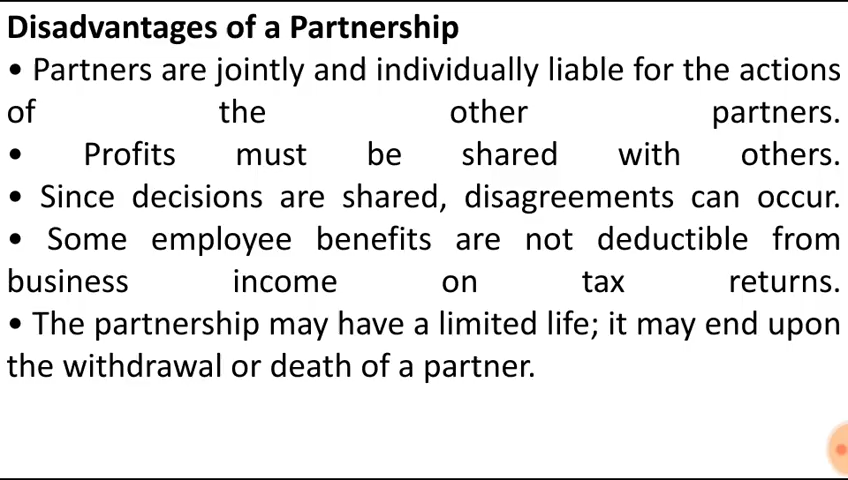 Disadvantages of a Partnership
• Partners are jointly and individually liable for the actions
of the other partners.
• Profits must be shared with others.
• Since decisions are shared, disagreements can occur.
• Some employee benefits are not deductible from
business income on tax returns.
• The partnership may have a limited life; it may end upon
the withdrawal or death of a partner.